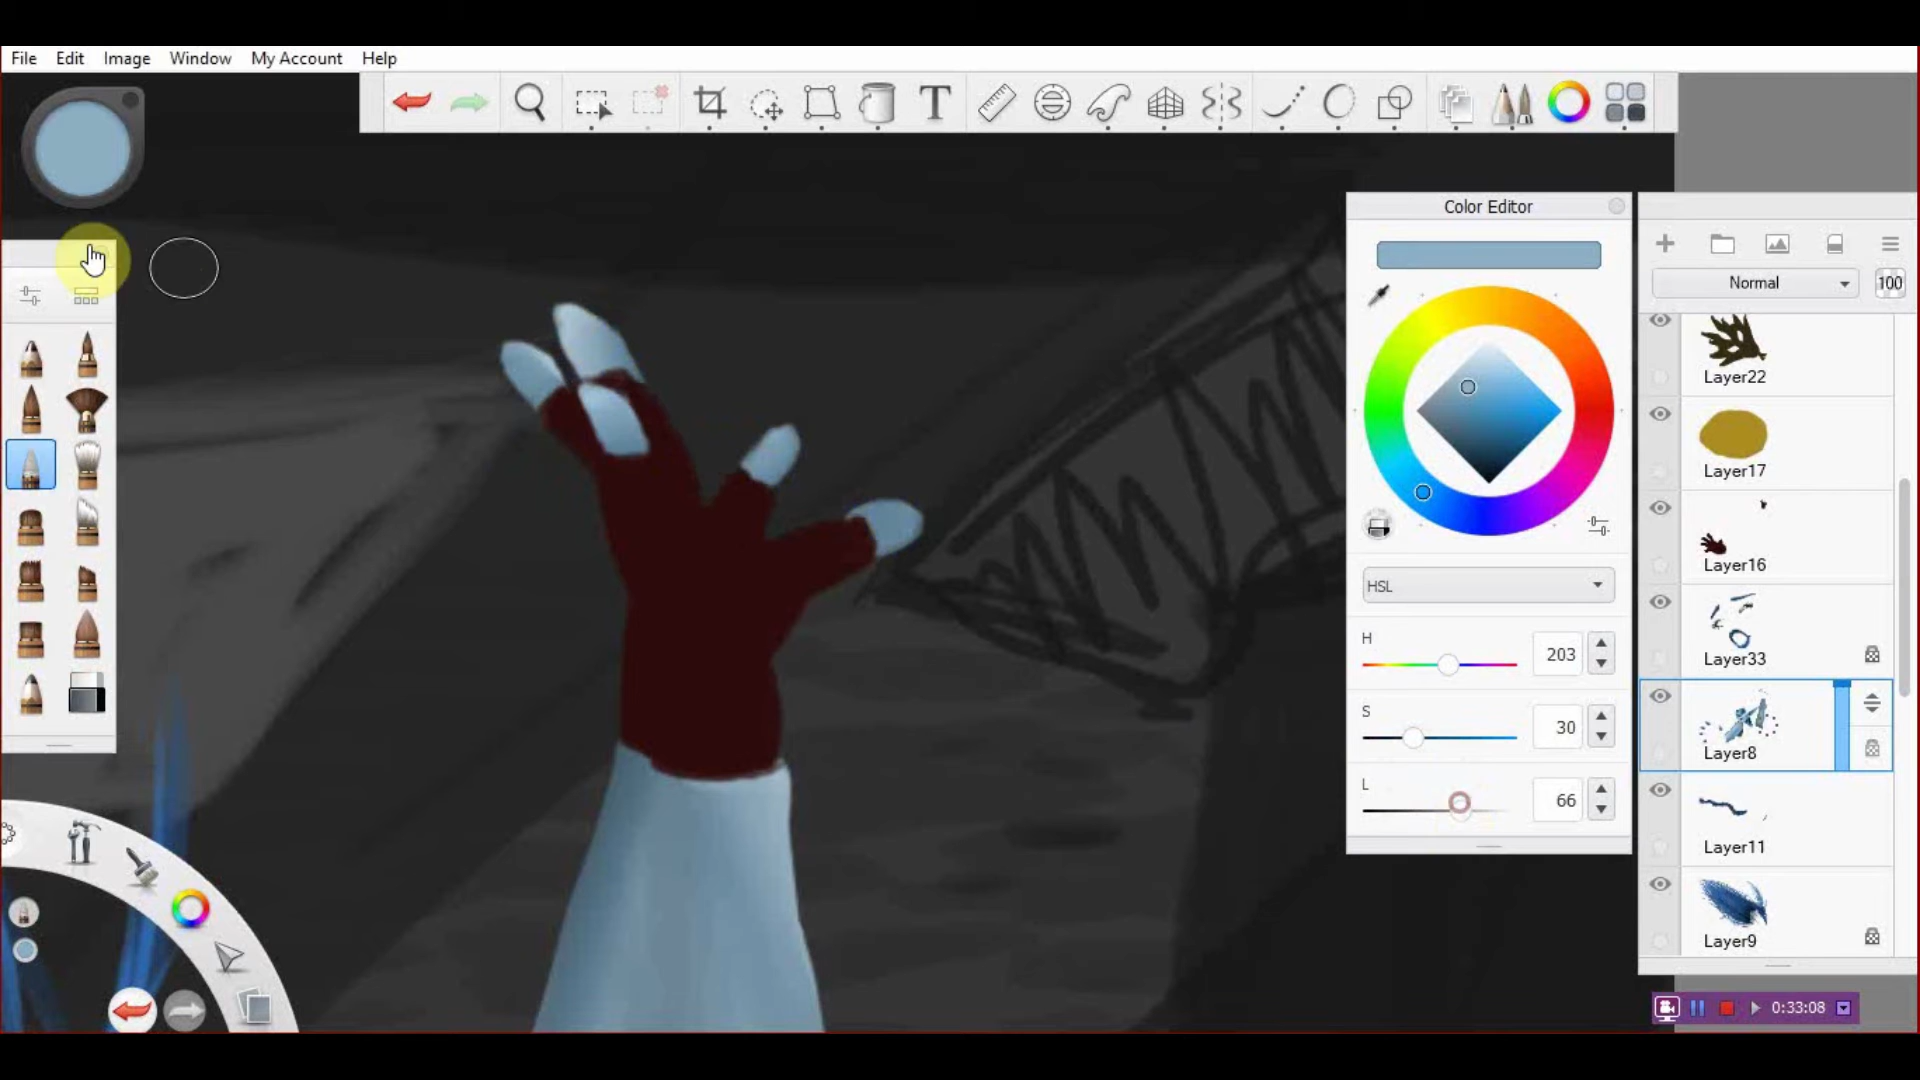 File Edit Image Window My Account Help
T
Color Editor
Normal 100
Layer22
Layer17
Layer16
Layer33
Layer8
Layer11
Layer9
HSL
H 203
S 30
L 66
0:33:08